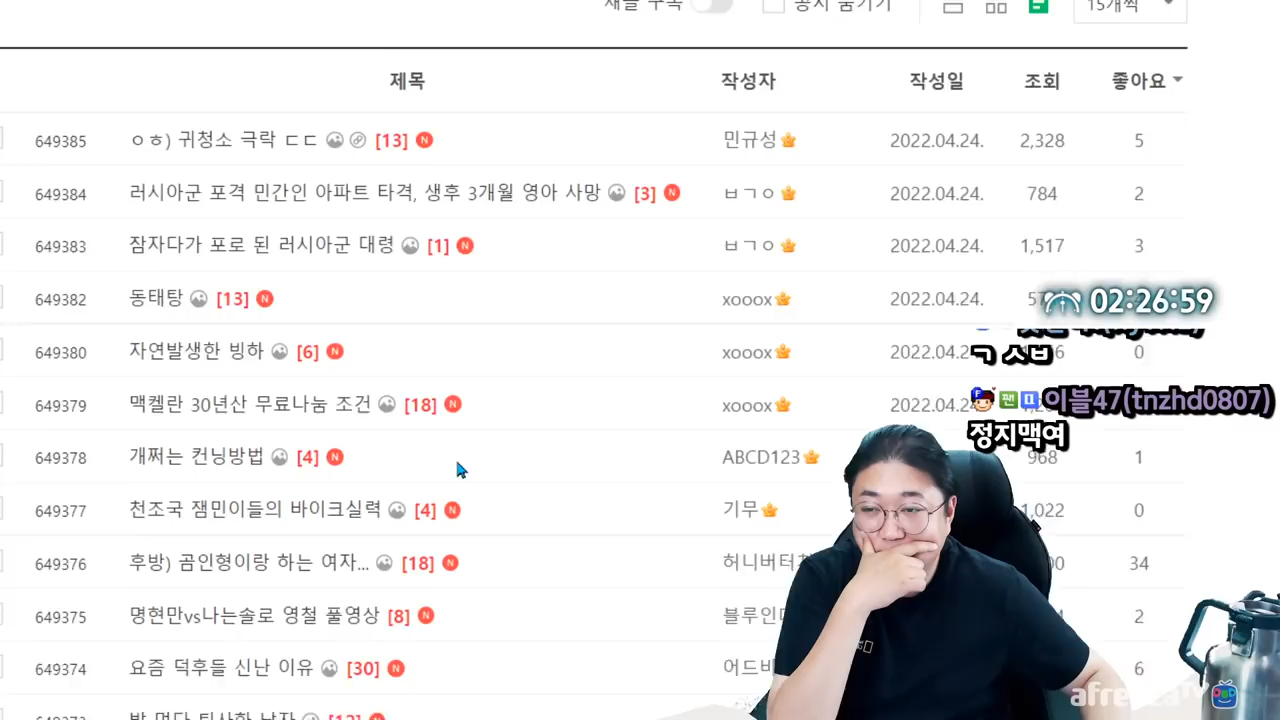 새글 구독 공지 숨기기 15개씩
제목 작성자 작성일 조회 좋아요
649385 ㅇㅎ) 귀청소 극락 ㄷㄷ [13] N 민규성 2022.04.24. 2,328 5
649384 러시아군 포격 민간인 아파트 타격, 생후 3개월 영아 사망 [3] N ㅂㄱㅇ 2022.04.24. 784 2
649383 잠자다가 포로 된 러시아군 대령 [1] N ㅂㄱㅇ 2022.04.24. 1,517 3
649382 동태탕 [13] N xooox 2022.04.24.
02:26:59
649380 자연발생한 빙하 [6] N xooox 0
ㄱ ㅅㅂ
649379 맥켈란 30년산 무료나눔 조건 [18] N xooox
팬 이블47(tnzhd0807)
정지맥여
649378 개쩌는 컨닝방법 [4] N ABCD123 968 1
649377 천조국 잼민이들의 바이크실력 [4] N 기무 1,022 0
649376 후방) 곰인형이랑 하는 여자... [18] N 34
649375 명현만vs나는솔로 영철 풀영상 [8] N 2
649374 요즘 덕후들 신난 이유 [30] N 6